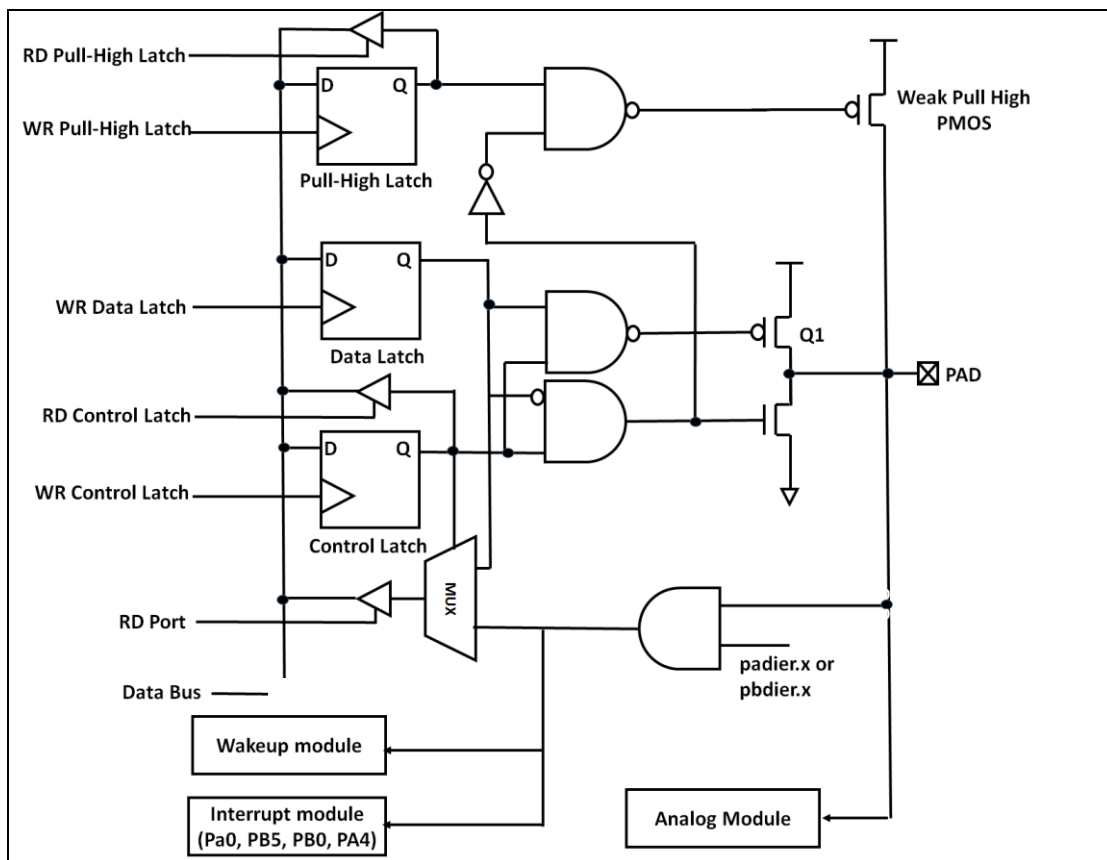 RD Pull-High Latch
D
Q
WR Pull-High Latch
Pull-High Latch
Weak Pull High
PMOS
D
Q
WR Data Latch
Data Latch
Q1
PAD
RD Control Latch
D
Q
WR Control Latch
Control Latch
MUX
RD Port
padier.x or
pbdier.x
Data Bus
Wakeup module
Interrupt module
(Pa0, PB5, PB0, PA4)
Analog Module